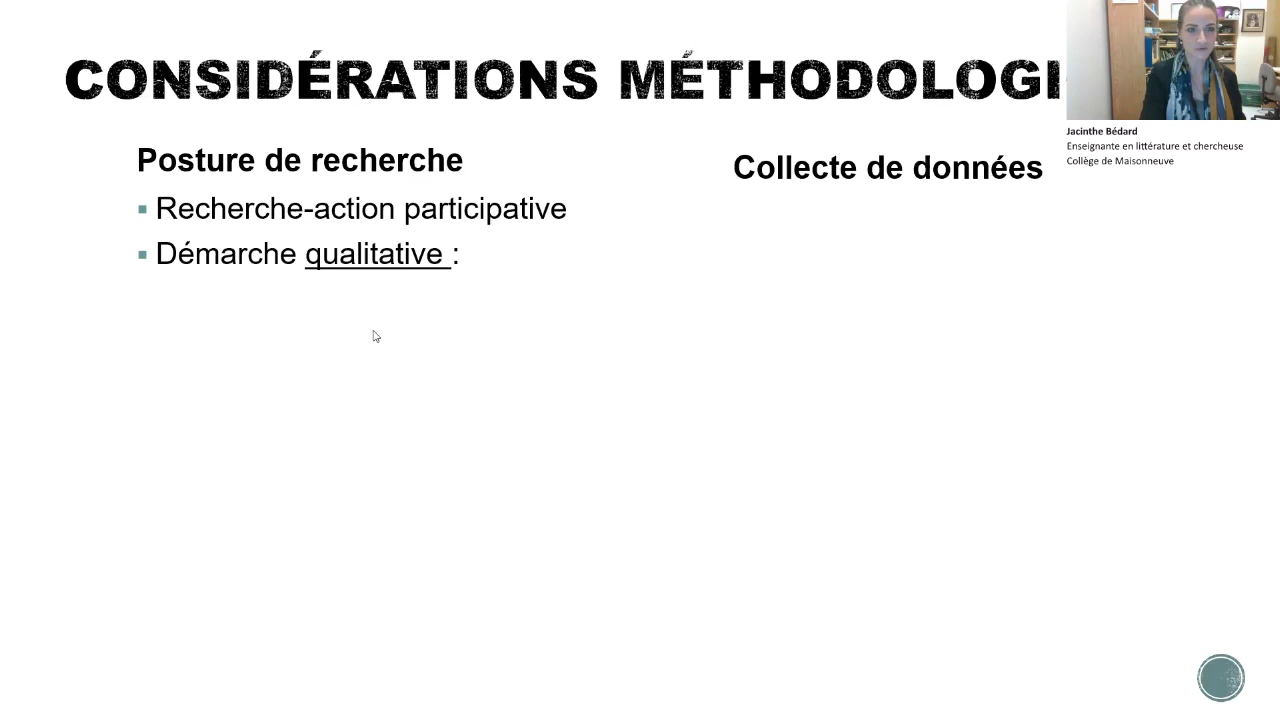 CONSIDÉRATIONS MÉTHODOLOGI
Jacinthe Bédard
Enseignante en littérature et chercheuse
Collège de Maisonneuve
Posture de recherche
▪ Recherche-action participative
▪ Démarche qualitative :
Collecte de données